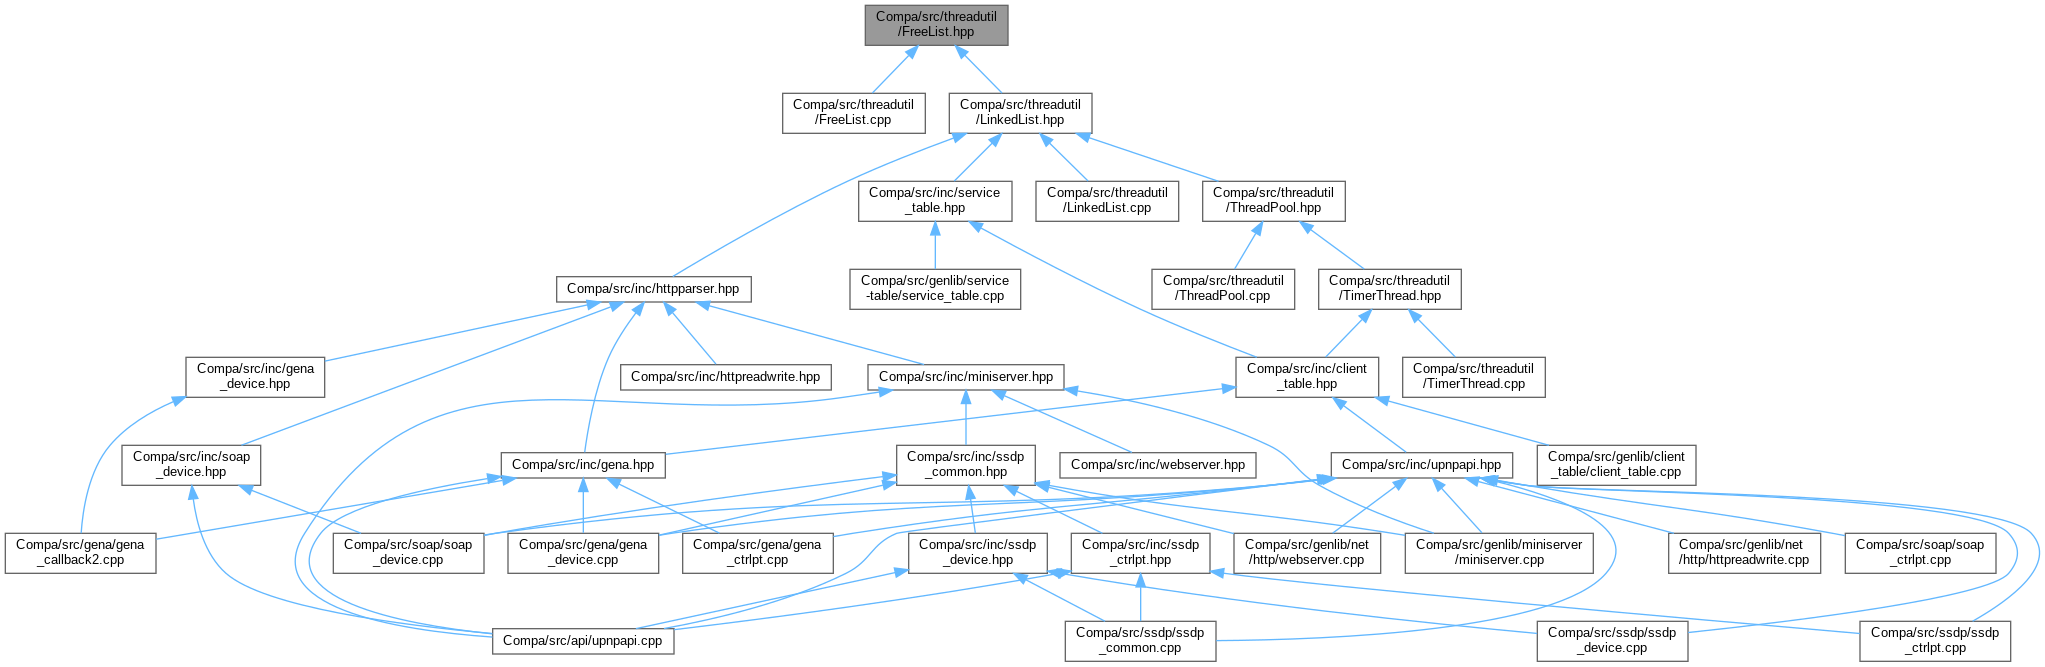 Compa/src/threadutil
/FreeList.hpp
Compa/src/threadutil
/FreeList.cpp
Compa/src/threadutil
/LinkedList.hpp
Compa/src/inc/service
_table.hpp
Compa/src/threadutil
/LinkedList.cpp
Compa/src/threadutil
/ThreadPool.hpp
Compa/src/inc/httpparser.hpp
Compa/src/genlib/service
-table/service_table.cpp
Compa/src/threadutil
/ThreadPool.cpp
Compa/src/threadutil
/TimerThread.hpp
Compa/src/inc/gena
_device.hpp
Compa/src/inc/httpreadwrite.hpp
Compa/src/inc/miniserver.hpp
Compa/src/inc/client
_table.hpp
Compa/src/threadutil
/TimerThread.cpp
Compa/src/inc/soap
_device.hpp
Compa/src/inc/gena.hpp
Compa/src/inc/ssdp
_common.hpp
Compa/src/inc/webserver.hpp
Compa/src/inc/upnpapi.hpp
Compa/src/genlib/client
_table/client_table.cpp
Compa/src/gena/gena
_callback2.cpp
Compa/src/soap/soap
_device.cpp
Compa/src/gena/gena
_device.cpp
Compa/src/gena/gena
_ctrlpt.cpp
Compa/src/inc/ssdp
_device.hpp
Compa/src/inc/ssdp
_ctrlpt.hpp
Compa/src/genlib/net
/http/webserver.cpp
Compa/src/genlib/miniserver
/miniserver.cpp
Compa/src/genlib/net
/http/httpreadwrite.cpp
Compa/src/soap/soap
_ctrlpt.cpp
Compa/src/api/upnpapi.cpp
Compa/src/ssdp/ssdp
_common.cpp
Compa/src/ssdp/ssdp
_device.cpp
Compa/src/ssdp/ssdp
_ctrlpt.cpp